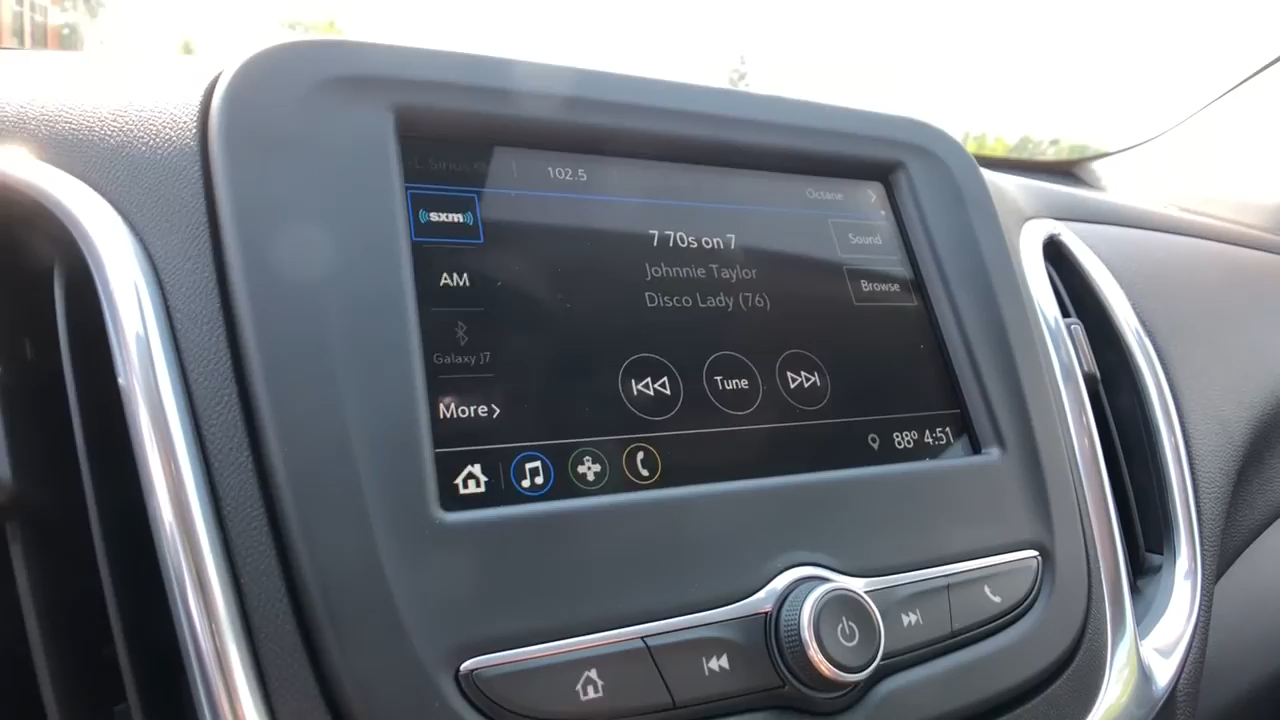 102.5
Octane
sxm
7 70s on 7
Sound
AM
Johnnie Taylor
Browse
Disco Lady (76)
Galaxy J7
Tune
More
88° 4:51